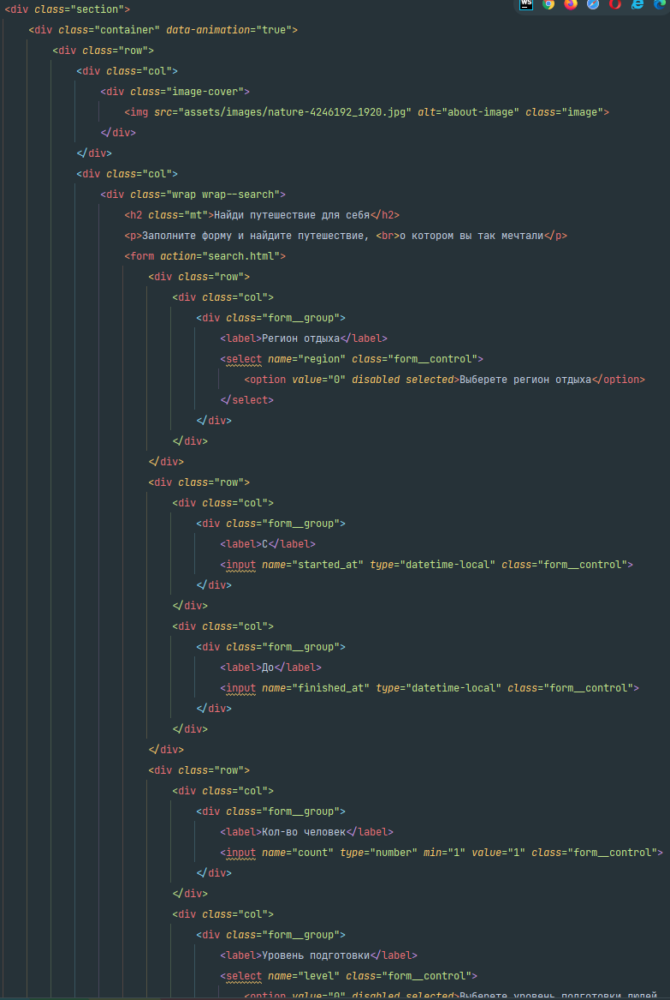 WS
<div class="section">
<div class="container" data-animation="true">
<div class="row">
<div class="col">
<div class="image-cover">
<img src="assets/images/nature-4246192_1920.jpg" alt="about-image" class="image">
</div>
</div>
<div class="col">
<div class="wrap wrap--search">
<h2 class="mt">Найди путешествие для себя</h2>
<p>Заполните форму и найдите путешествие, <br>о котором вы так мечтали</p>
<form action="search.html">
<div class="row">
<div class="col">
<div class="form__group">
<label>Регион отдыха</label>
<select name="region" class="form__control">
<option value="0" disabled selected>Выберете регион отдыха</option>
</select>
</div>
</div>
</div>
<div class="row">
<div class="col">
<div class="form__group">
<label>С</label>
<input name="started_at" type="datetime-local" class="form__control">
</div>
</div>
<div class="col">
<div class="form__group">
<label>До</label>
<input name="finished_at" type="datetime-local" class="form__control">
</div>
</div>
</div>
<div class="row">
<div class="col">
<div class="form__group">
<label>Кол-во человек</label>
<input name="count" type="number" min="1" value="1" class="form__control">
</div>
</div>
<div class="col">
<div class="form__group">
<label>Уровень подготовки</label>
<select name="level" class="form__control">
<option value="0" disabled selected>Выберете уровень подготовки людей